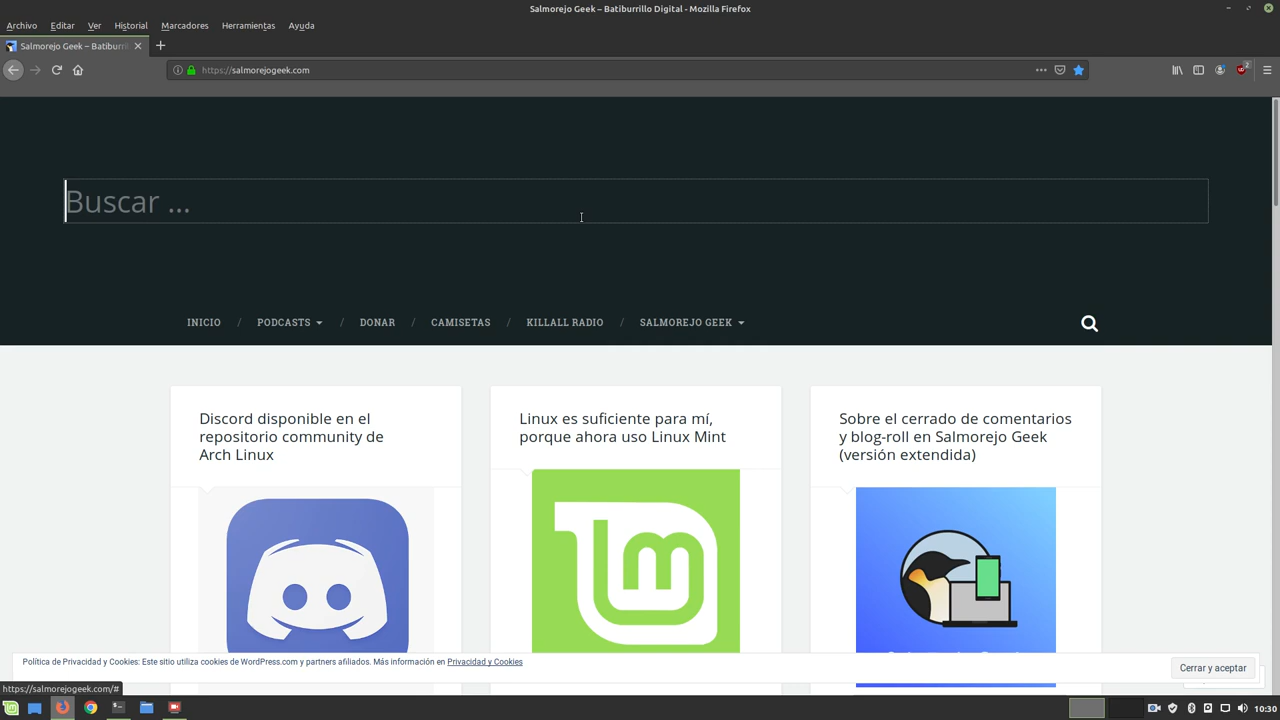 Salmorejo Geek – Batiburrillo Digital - Mozilla Firefox
Archivo Editar Ver Historial Marcadores Herramientas Ayuda
Salmorejo Geek – Batiburril
https://salmorejogeek.com
2
Buscar ...
INICIO / PODCASTS / DONAR / CAMISETAS / KILLALL RADIO / SALMOREJO GEEK
Discord disponible en el
repositorio community de
Arch Linux
Linux es suficiente para mí,
porque ahora uso Linux Mint
Sobre el cerrado de comentarios
y blog-roll en Salmorejo Geek
(versión extendida)
Política de Privacidad y Cookies: Este sitio utiliza cookies de WordPress.com y partners afiliados. Más información en Privacidad y Cookies
Cerrar y aceptar
https://salmorejogeek.com/#
10:30